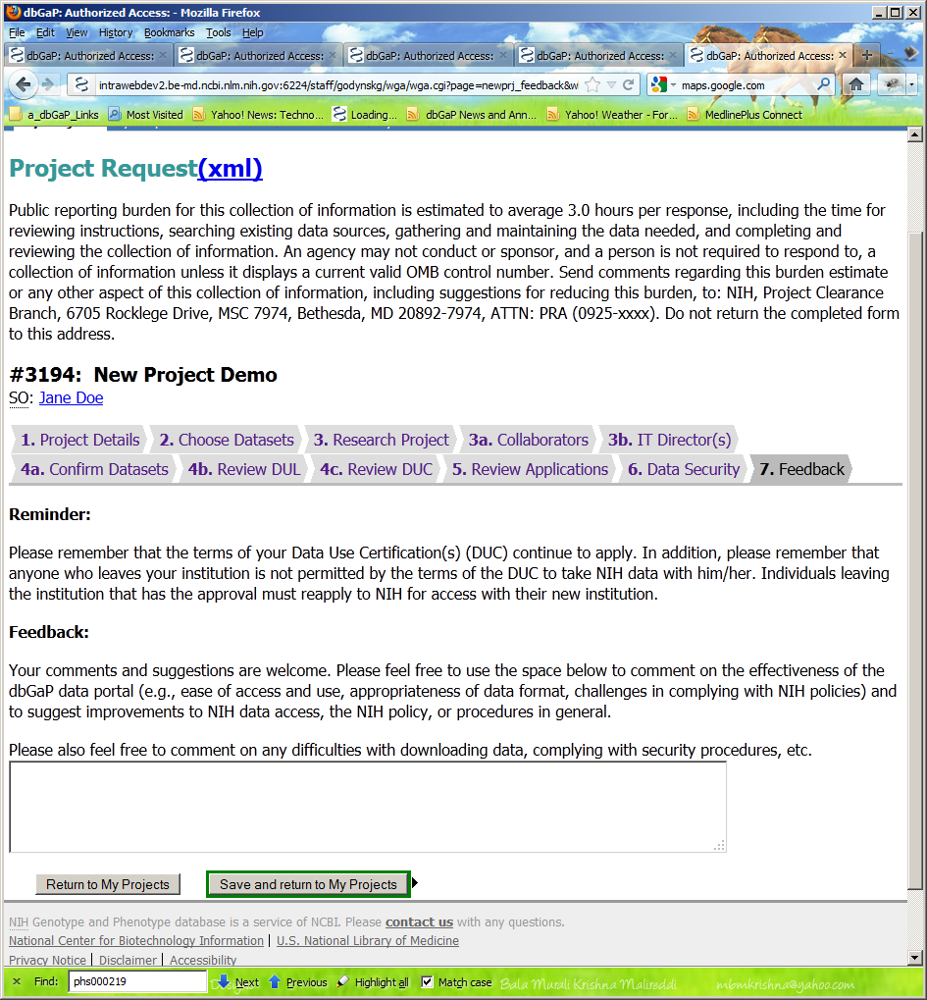 dbGaP: Authorized Access: - Mozilla Firefox
File Edit View History Bookmarks Tools Help
dbGaP: Authorized Access: × dbGaP: Authorized Access: × dbGaP: Authorized Access: × dbGaP: Authorized Access: × dbGaP: Authorized Access: ×
intrawebdev2.be-md.ncbi.nlm.nih.gov:6224/staff/godynskg/wga/wga.cgi?page=newprj_feedback&w maps.google.com
a_dbGaP_Links Most Visited Yahoo! News: Techno... Loading... dbGaP News and Ann... Yahoo! Weather - For... MedlinePlus Connect
Project Request(xml)
Public reporting burden for this collection of information is estimated to average 3.0 hours per response, including the time for
reviewing instructions, searching existing data sources, gathering and maintaining the data needed, and completing and
reviewing the collection of information. An agency may not conduct or sponsor, and a person is not required to respond to, a
collection of information unless it displays a current valid OMB control number. Send comments regarding this burden estimate
or any other aspect of this collection of information, including suggestions for reducing this burden, to: NIH, Project Clearance
Branch, 6705 Rocklege Drive, MSC 7974, Bethesda, MD 20892-7974, ATTN: PRA (0925-xxxx). Do not return the completed form
to this address.
#3194: New Project Demo
SO: Jane Doe
1. Project Details 2. Choose Datasets 3. Research Project 3a. Collaborators 3b. IT Director(s)
4a. Confirm Datasets 4b. Review DUL 4c. Review DUC 5. Review Applications 6. Data Security 7. Feedback
Reminder:
Please remember that the terms of your Data Use Certification(s) (DUC) continue to apply. In addition, please remember that
anyone who leaves your institution is not permitted by the terms of the DUC to take NIH data with him/her. Individuals leaving
the institution that has the approval must reapply to NIH for access with their new institution.
Feedback:
Your comments and suggestions are welcome. Please feel free to use the space below to comment on the effectiveness of the
dbGaP data portal (e.g., ease of access and use, appropriateness of data format, challenges in complying with NIH policies) and
to suggest improvements to NIH data access, the NIH policy, or procedures in general.
Please also feel free to comment on any difficulties with downloading data, complying with security procedures, etc.
Return to My Projects Save and return to My Projects
NIH Genotype and Phenotype database is a service of NCBI. Please contact us with any questions.
National Center for Biotechnology Information | U.S. National Library of Medicine
Privacy Notice | Disclaimer | Accessibility
× Find: phs000219 Next Previous Highlight all Match case Bala Murali Krishna Malireddi mbmkrishna@yahoo.com